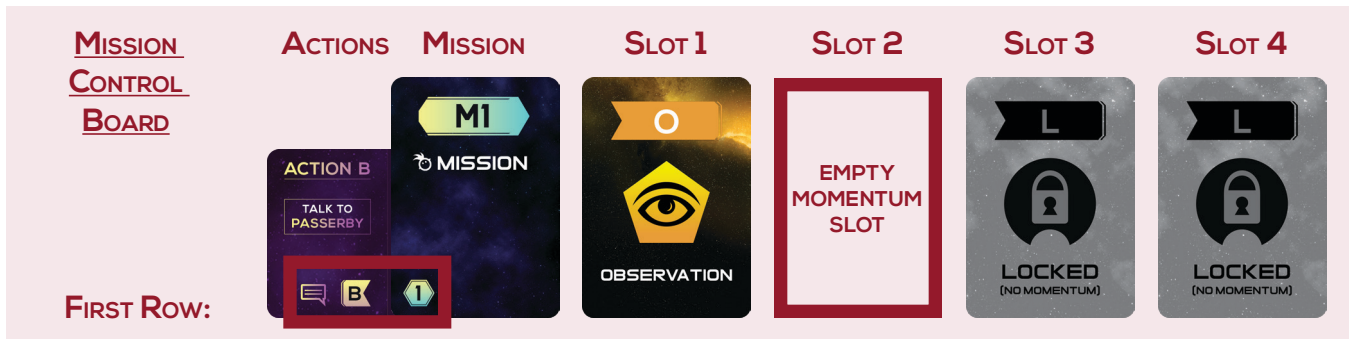 Mission
Control
Board
Actions
Mission
Slot 1
Slot 2
Slot 3
Slot 4
First Row:
ACTION B
TALK TO
PASSERBY
B
1
M1
MISSION
O
OBSERVATION
EMPTY
MOMENTUM
SLOT
L
LOCKED
(NO MOMENTUM)
L
LOCKED
(NO MOMENTUM)